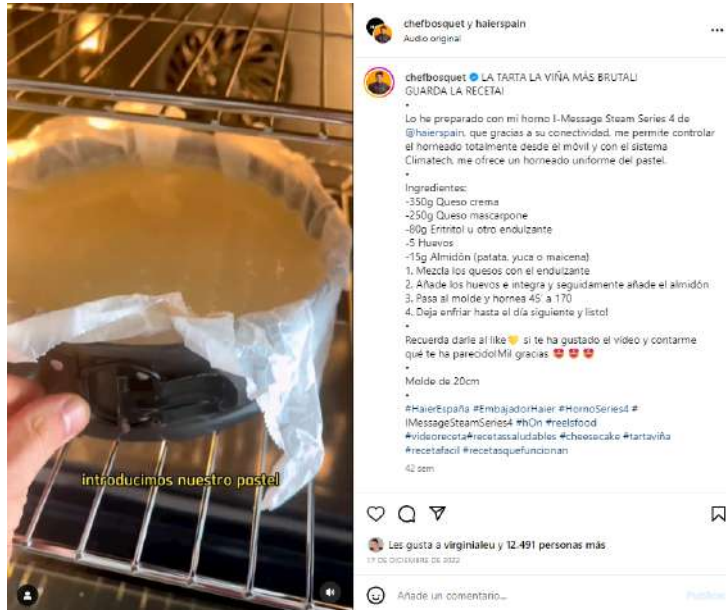 introducimos nuestro pastel
chefbosquet y haierspain
Audio original
chefbosquet LA TARTA LA VIÑA MÁS BRUTAL!
GUARDA LA RECETA!
•
Lo he preparado con mi horno I-Message Steam Series 4 de
@haierspain, que gracias a su conectividad, me permite controlar
el horneado totalmente desde el móvil y con el sistema
Climatech, me ofrece un horneado uniforme del pastel.
•
Ingredientes:
-350g Queso crema
-250g Queso mascarpone
-80g Eritritol u otro endulzante
-5 Huevos
-15g Almidón (patata, yuca o maicena)
1. Mezcla los quesos con el endulzante
2. Añade los huevos e integra y seguidamente añade el almidón
3. Pasa al molde y hornea 45' a 170
4. Deja enfriar hasta el día siguiente y listo!
•
Recuerda darle al like💛 si te ha gustado el vídeo y contarme
qué te ha parecido!Mil gracias 😍 😍 😍
•
Molde de 20cm
•
#HaierEspaña #EmbajadorHaier #HornoSeries4 #
IMessageSteamSeries4 #hOn #reelsfood
#videoreceta#recetassaludables #cheesecake #tartaviña
#recetafacil #recetasquefuncionan
42 sem
Les gusta a virginialeu y 12.491 personas más
17 DE DICIEMBRE DE 2022
Añade un comentario...
Publicar